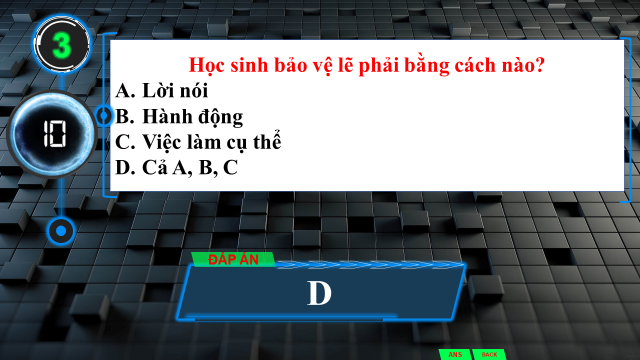 3
10
Học sinh bảo vệ lẽ phải bằng cách nào?
A. Lời nói
B. Hành động
C. Việc làm cụ thể
D. Cả A, B, C
ĐÁP ÁN
D
ANS
BACK